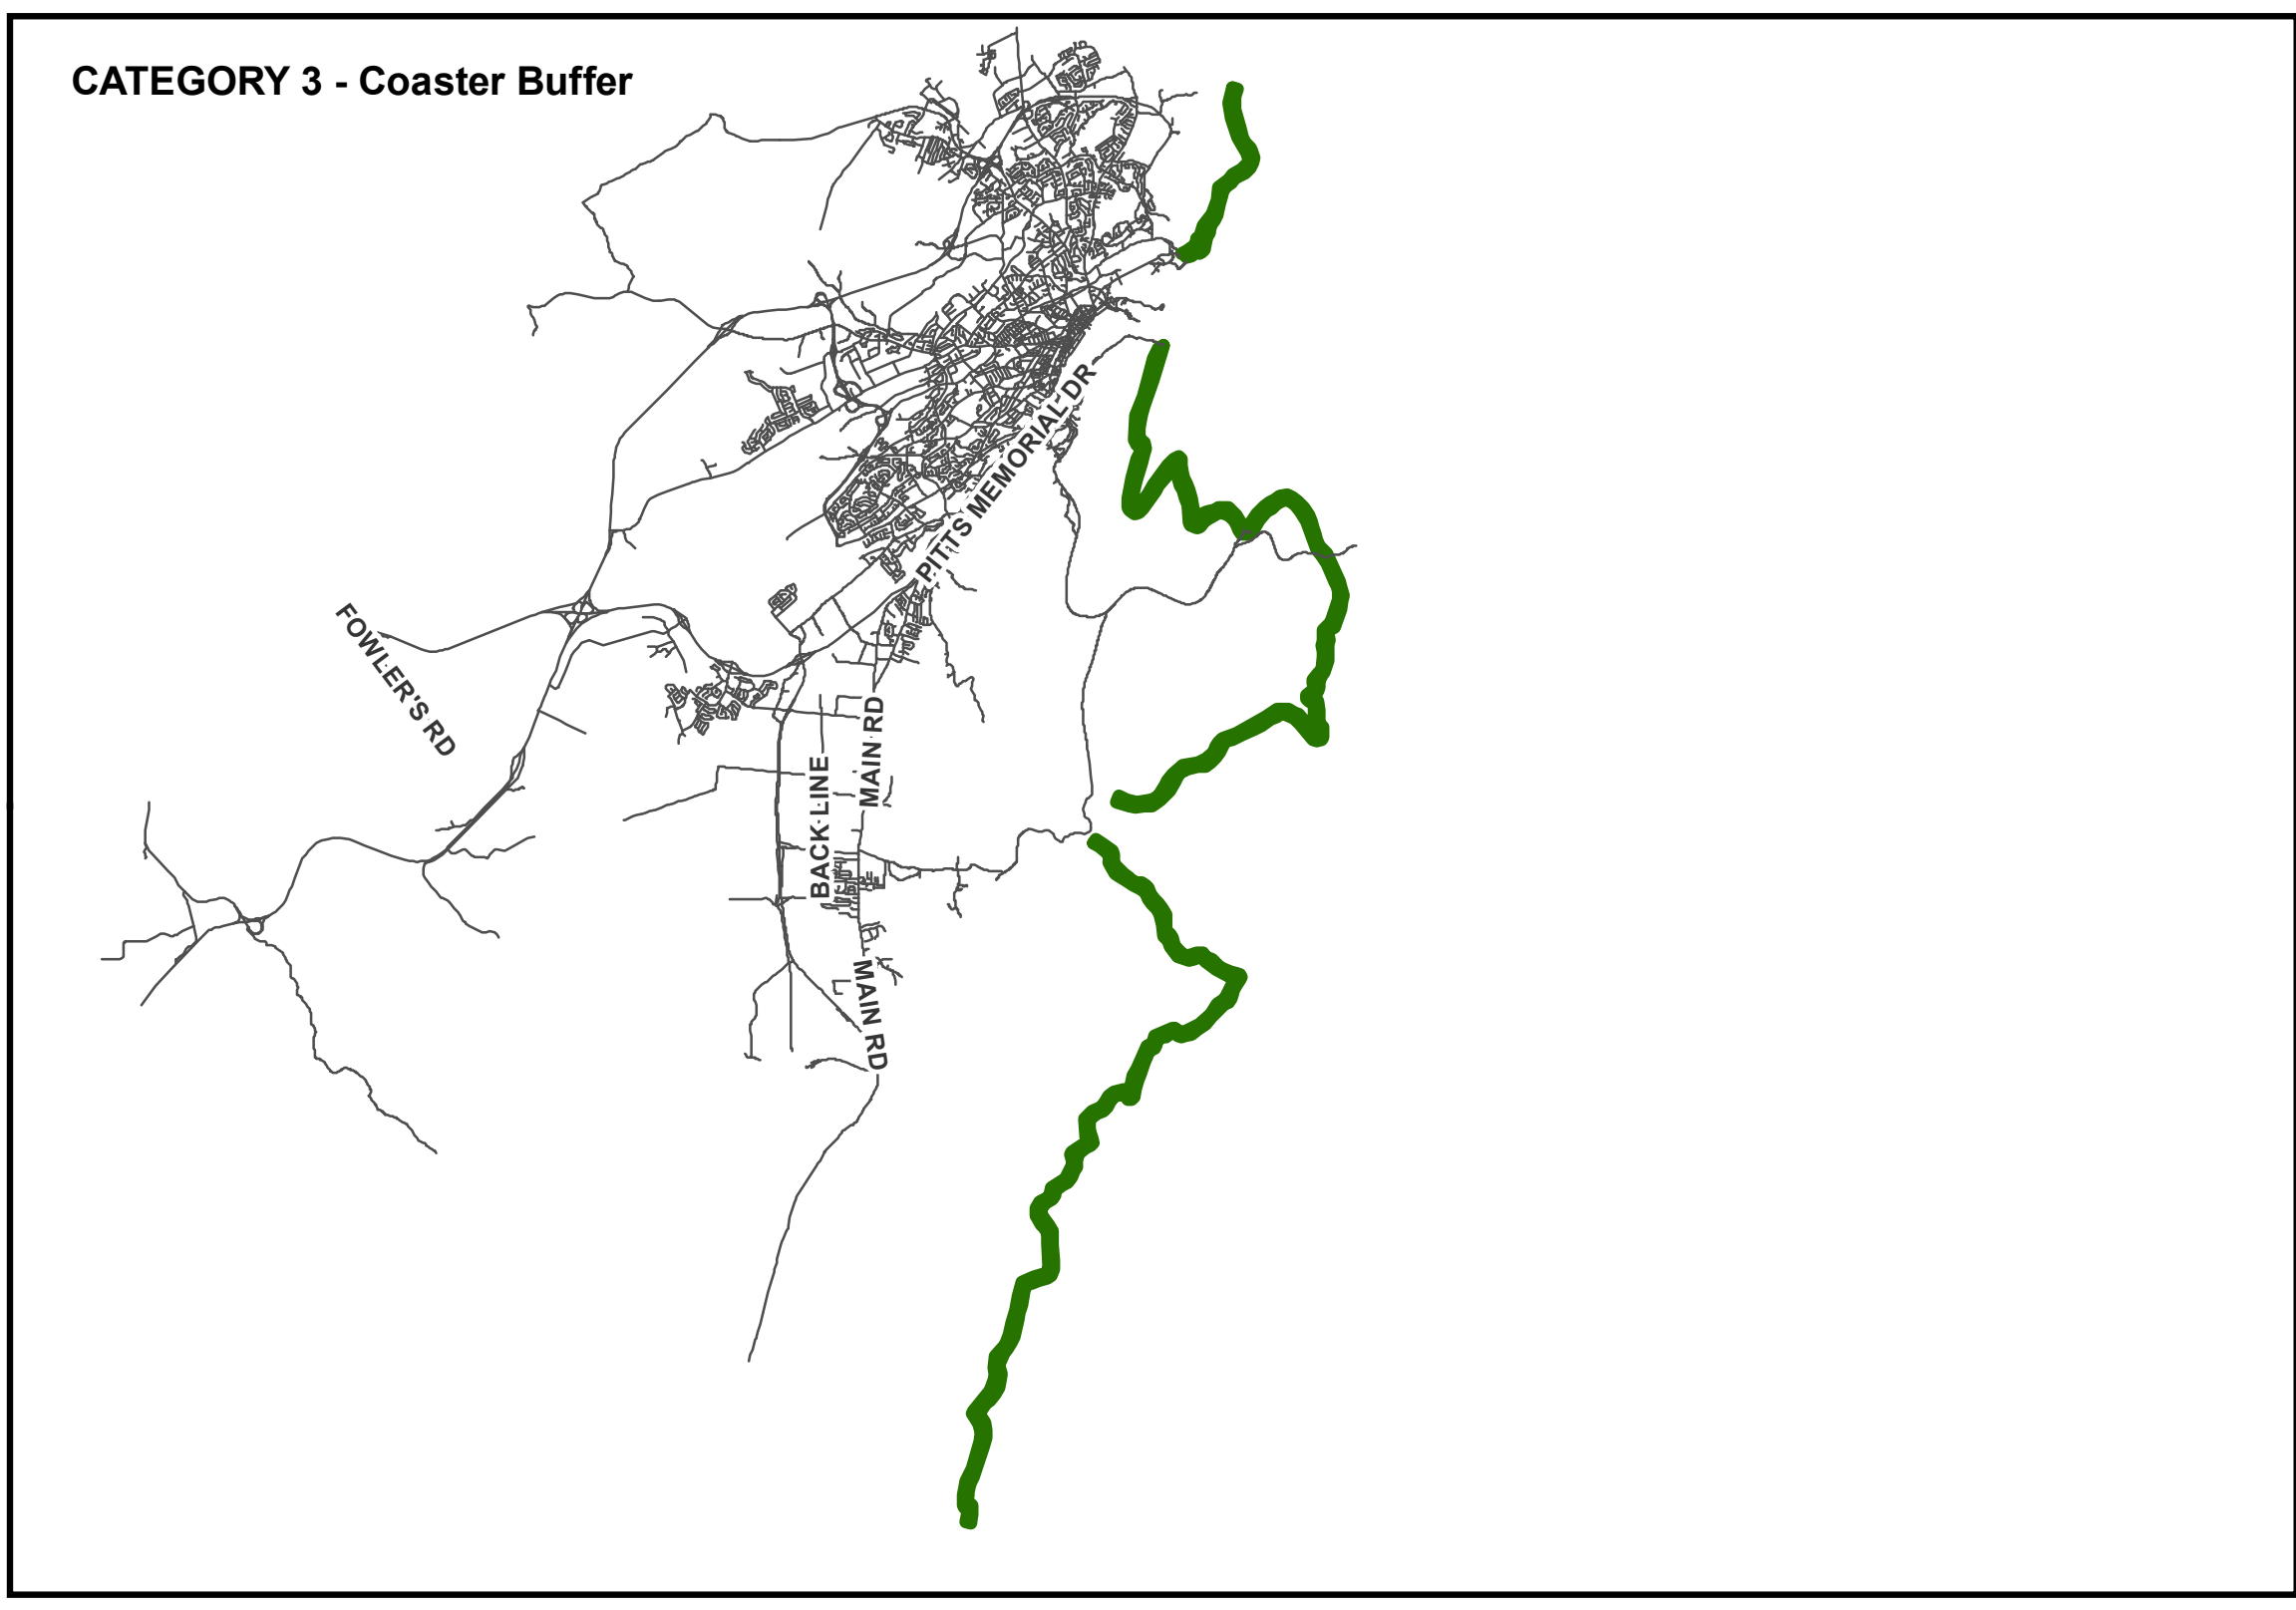 CATEGORY 3 - Coaster Buffer
PITTS MEMORIAL DR
FOWLER'S RD
MAIN RD
BACK LINE
MAIN RD